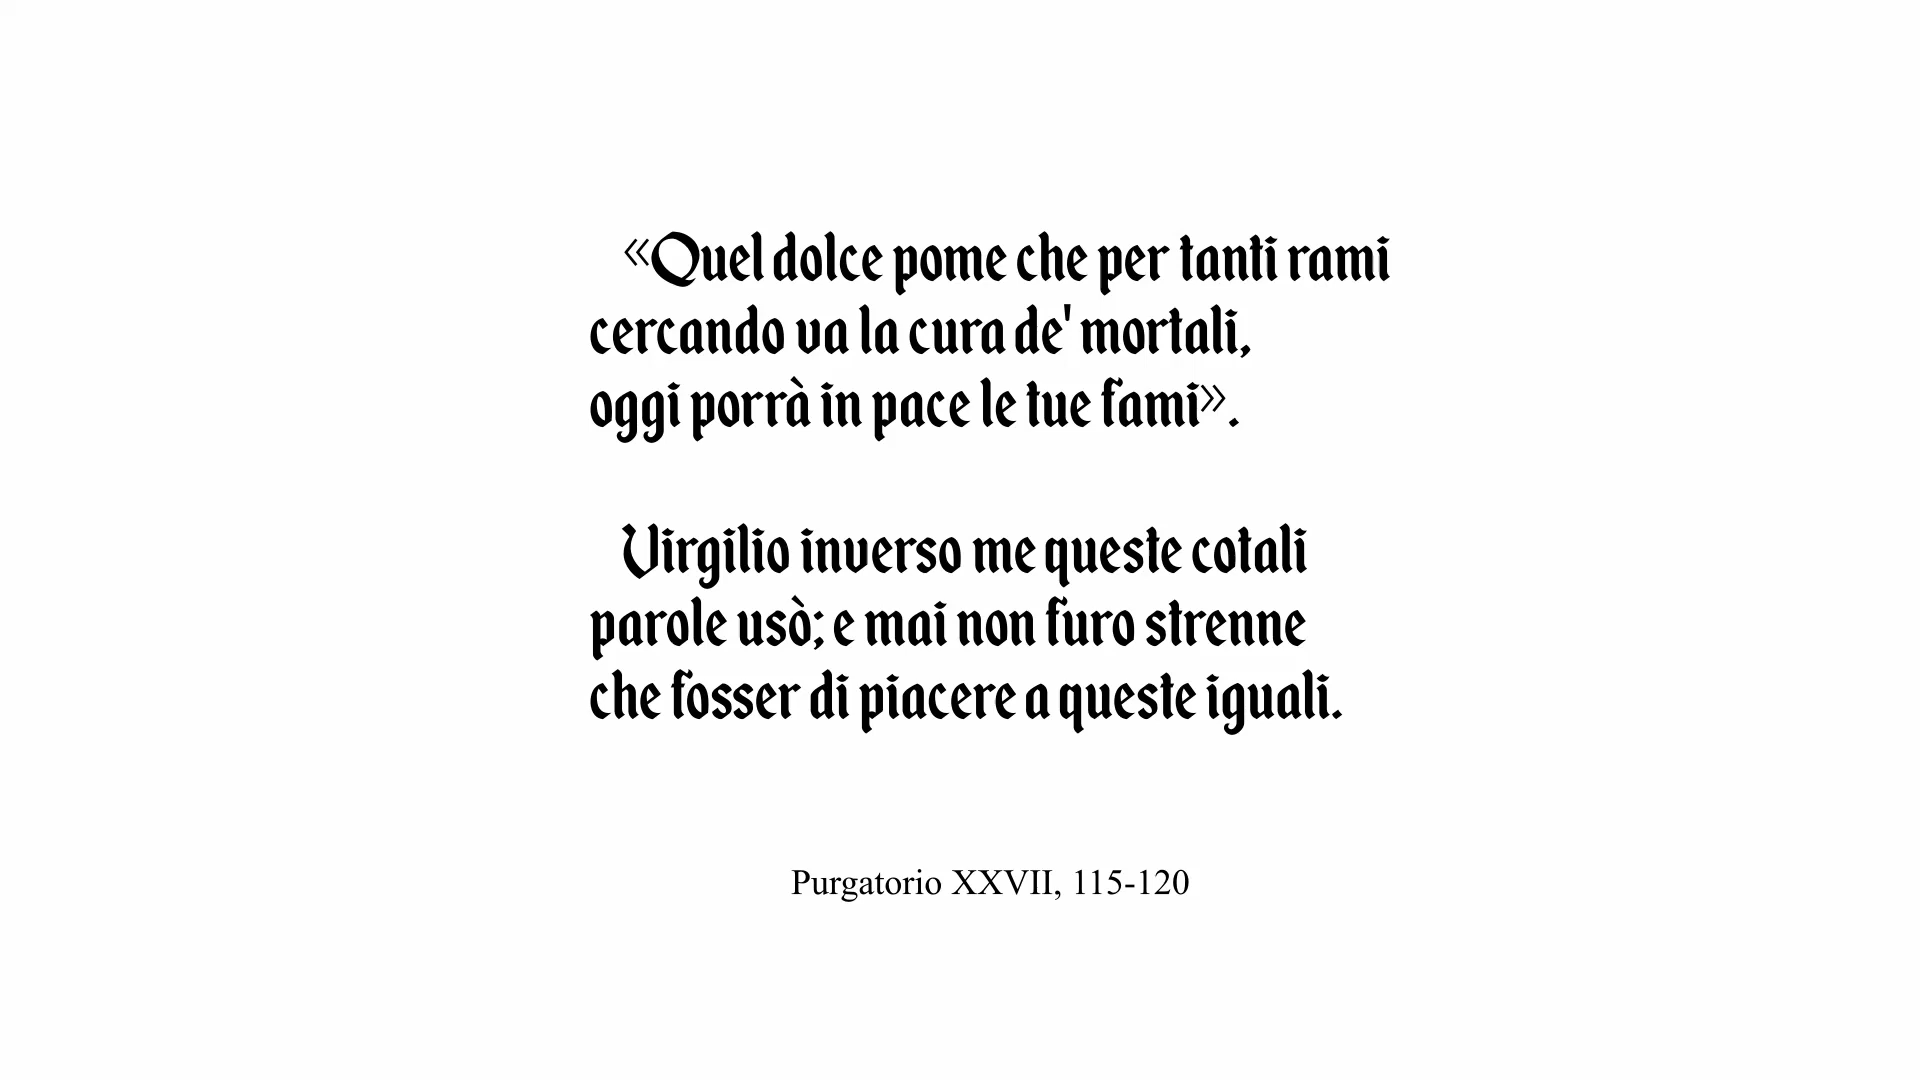 «Quel dolce pome che per tanti rami
cercando va la cura de' mortali,
oggi porrà in pace le tue fami».
Virgilio inverso me queste cotali
parole usò; e mai non furo strenne
che fosser di piacere a queste iguali.
Purgatorio XXVII, 115-120